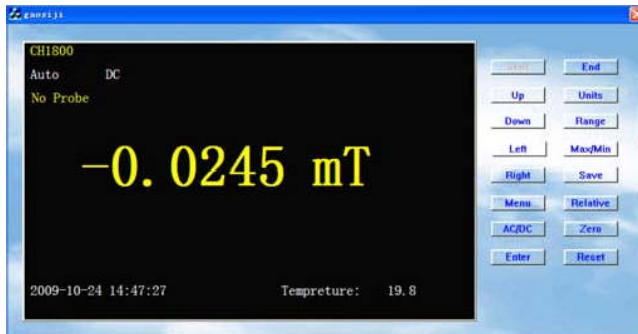 gaosiji
CH1800
Auto DC
No Probe
-0.0245 mT
2009-10-24 14:47:27 Tempreture: 19.8
Start End
Up Units
Down Range
Left Max/Min
Right Save
Menu Relative
AC/DC Zero
Enter Reset